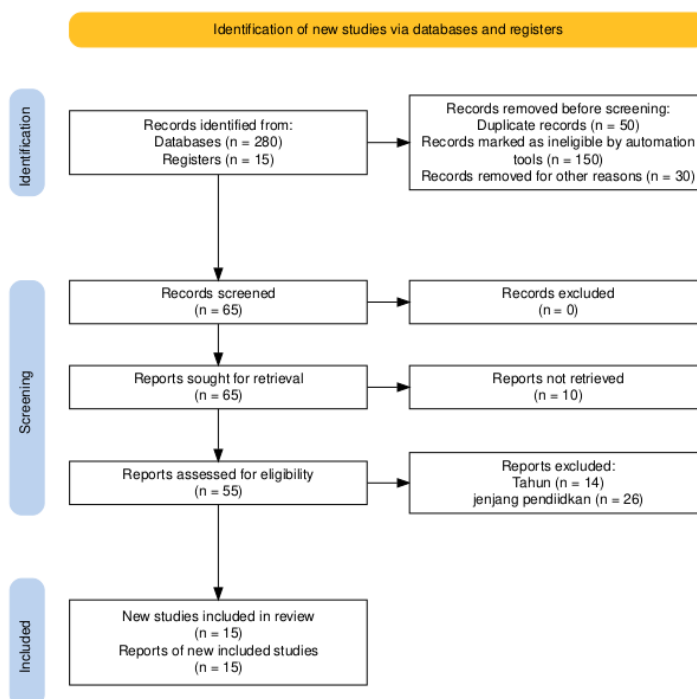 Identification of new studies via databases and registers
Identification
Records identified from:
Databases (n = 280)
Registers (n = 15)
Records removed before screening:
Duplicate records (n = 50)
Records marked as ineligible by automation
tools (n = 150)
Records removed for other reasons (n = 30)
Screening
Records screened
(n = 65)
Records excluded
(n = 0)
Reports sought for retrieval
(n = 65)
Reports not retrieved
(n = 10)
Reports assessed for eligibility
(n = 55)
Reports excluded:
Tahun (n = 14)
jenjang pendiidkan (n = 26)
Included
New studies included in review
(n = 15)
Reports of new included studies
(n = 15)